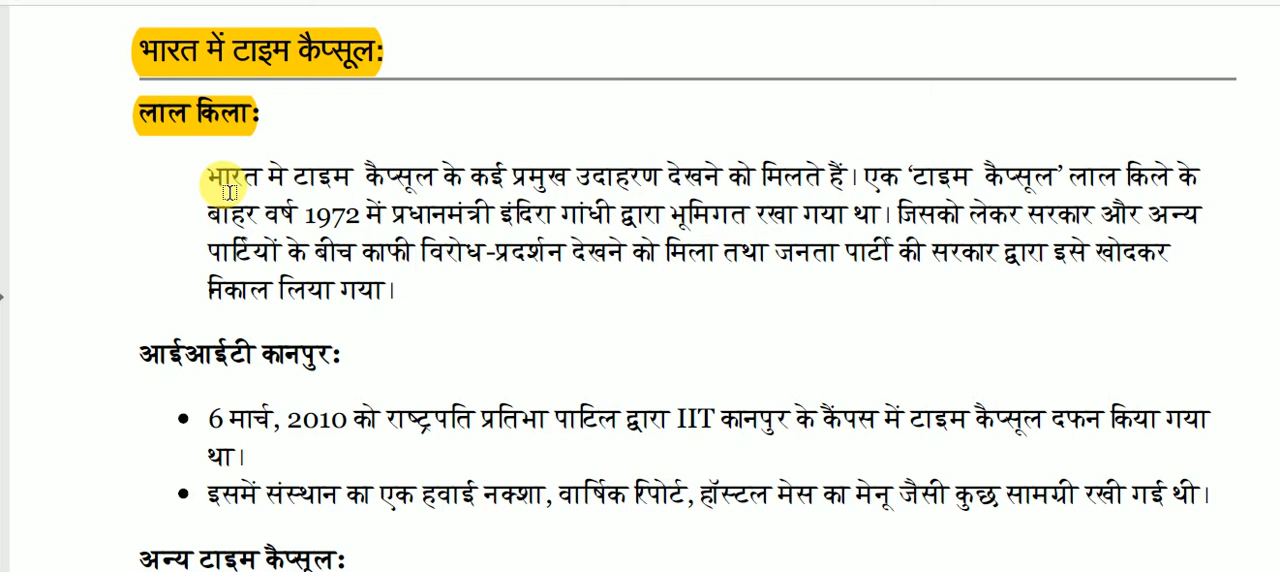 भारत में टाइम कैप्सूल:
लाल किला:
भारत मे टाइम कैप्सूल के कई प्रमुख उदाहरण देखने को मिलते हैं। एक ‘टाइम कैप्सूल’ लाल किले के
बाहर वर्ष 1972 में प्रधानमंत्री इंदिरा गांधी द्वारा भूमिगत रखा गया था। जिसको लेकर सरकार और अन्य
पार्टियों के बीच काफी विरोध-प्रदर्शन देखने को मिला तथा जनता पार्टी की सरकार द्वारा इसे खोदकर
निकाल लिया गया।
आईआईटी कानपुर:
• 6 मार्च, 2010 को राष्ट्रपति प्रतिभा पाटिल द्वारा IIT कानपुर के कैंपस में टाइम कैप्सूल दफन किया गया
था।
• इसमें संस्थान का एक हवाई नक्शा, वार्षिक रिपोर्ट, हॉस्टल मेस का मेनू जैसी कुछ सामग्री रखी गई थी।
अन्य टाइम कैप्सूल: